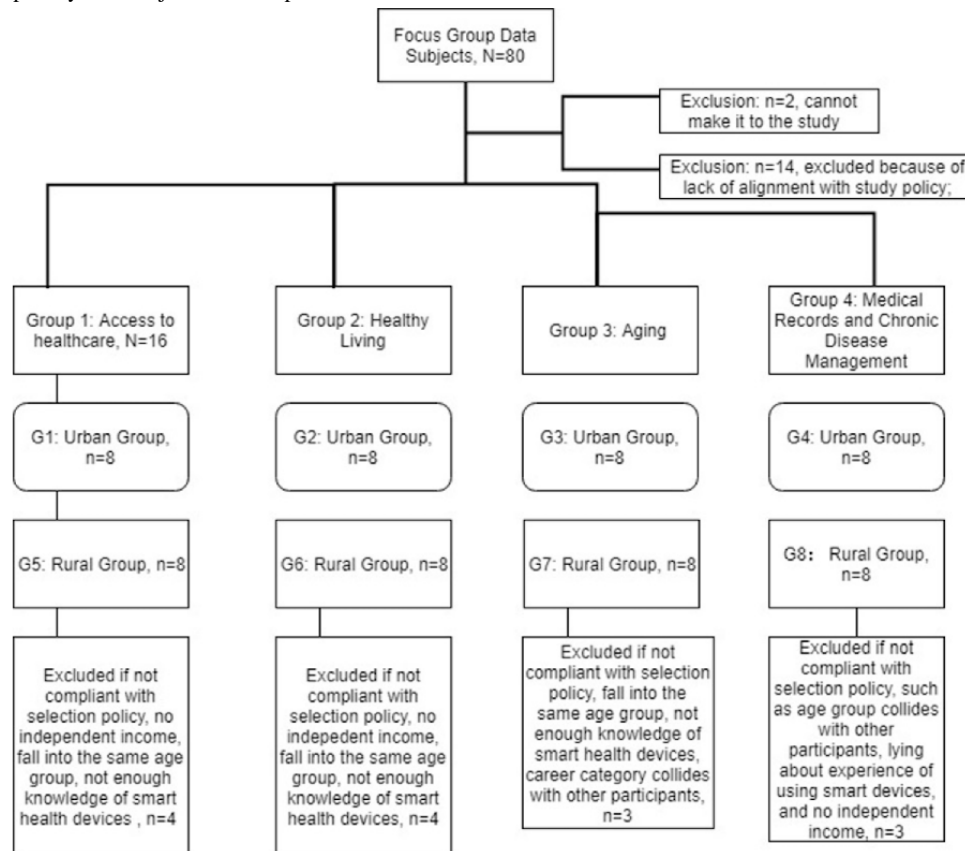 Focus Group Data
Subjects, N=80
Exclusion: n=2, cannot
make it to the study
Exclusion: n=14, excluded because of
lack of alignment with study policy;
Group 1: Access to
healthcare, N=16
Group 2: Healthy
Living
Group 3: Aging
Group 4: Medical
Records and Chronic
Disease
Management
G1: Urban Group,
n=8
G2: Urban Group,
n=8
G3: Urban Group,
n=8
G4: Urban Group,
n=8
G5: Rural Group, n=8
G6: Rural Group, n=8
G7: Rural Group, n=8
G8： Rural Group,
n=8
Excluded if not
compliant with
selection policy, no
independent income,
fall into the same age
group, not enough
knowledge of smart
health devices , n=4
Excluded if not
compliant with
selection policy, no
indepedent income,
fall into the same age
group, not enough
knowledge of smart
health devices, n=4
Excluded if not
compliant with selection
policy, fall into the
same age group, not
enough knowledge of
smart health devices,
career category collides
with other participants,
n=3
Excluded if not
compliant with
selection policy, such
as age group collides
with other
participants, lying
about experience of
using smart devices,
and no independent
income, n=3